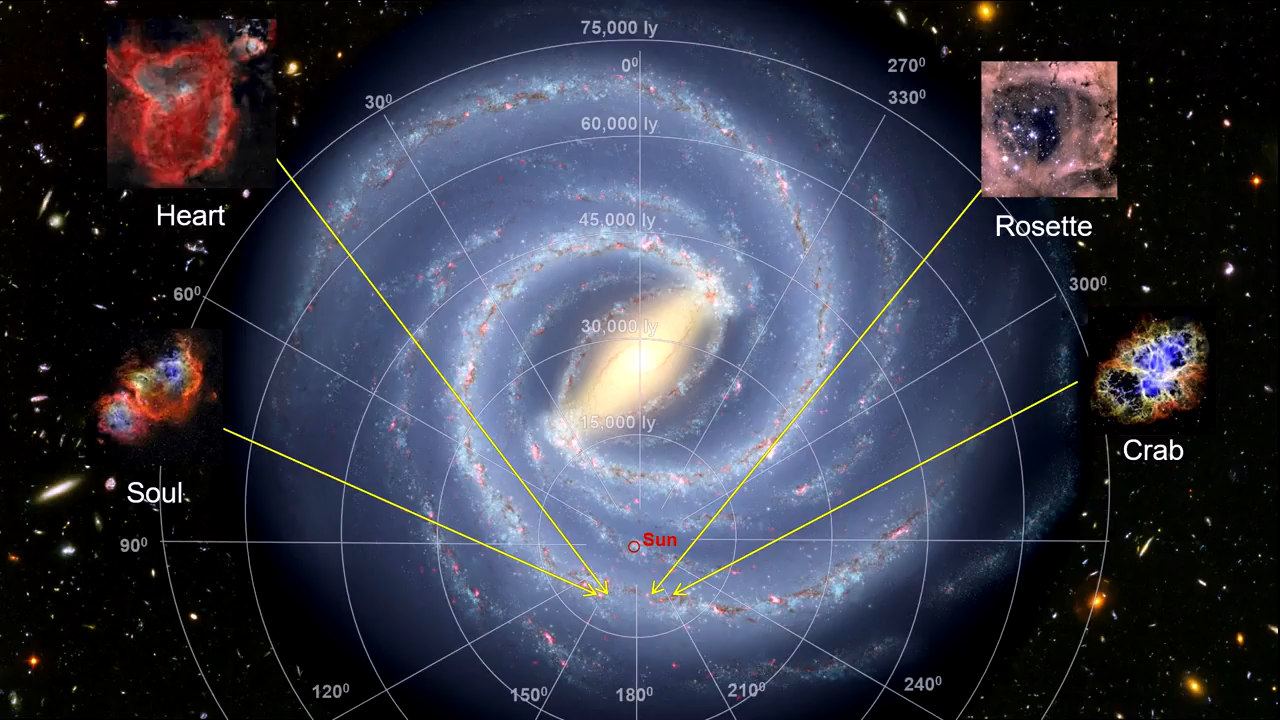 75,000 ly
0⁰
270⁰
30⁰
330⁰
60,000 ly
Heart
45,000 ly
Rosette
60⁰
300⁰
30,000 ly
15,000 ly
Crab
Soul
Sun
90⁰
120⁰
150⁰
180⁰
210⁰
240⁰